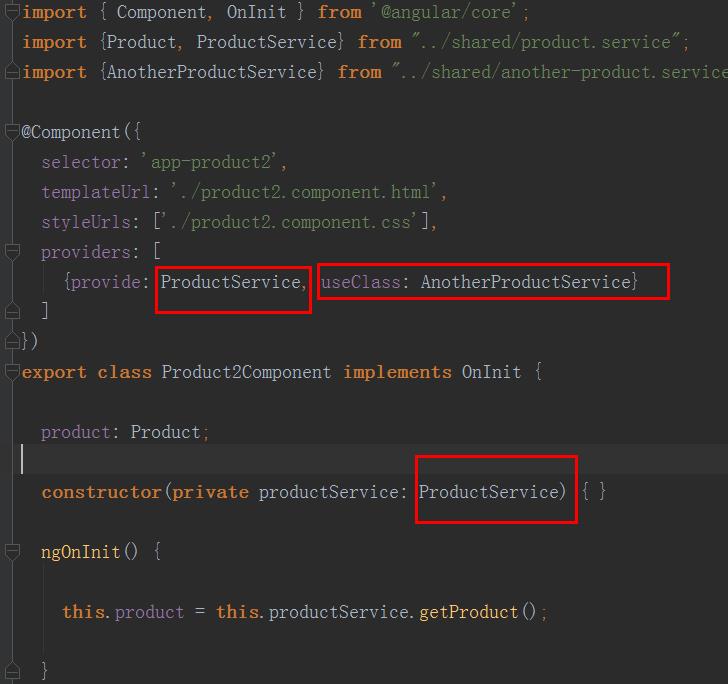 import { Component, OnInit } from '@angular/core';
import {Product, ProductService} from "../shared/product.service";
import {AnotherProductService} from "../shared/another-product.service
@Component({
selector: 'app-product2',
templateUrl: './product2.component.html',
styleUrls: ['./product2.component.css'],
providers: [
{provide: ProductService, useClass: AnotherProductService}
]
})
export class Product2Component implements OnInit {
product: Product;
constructor(private productService: ProductService) { }
ngOnInit() {
this.product = this.productService.getProduct();
}